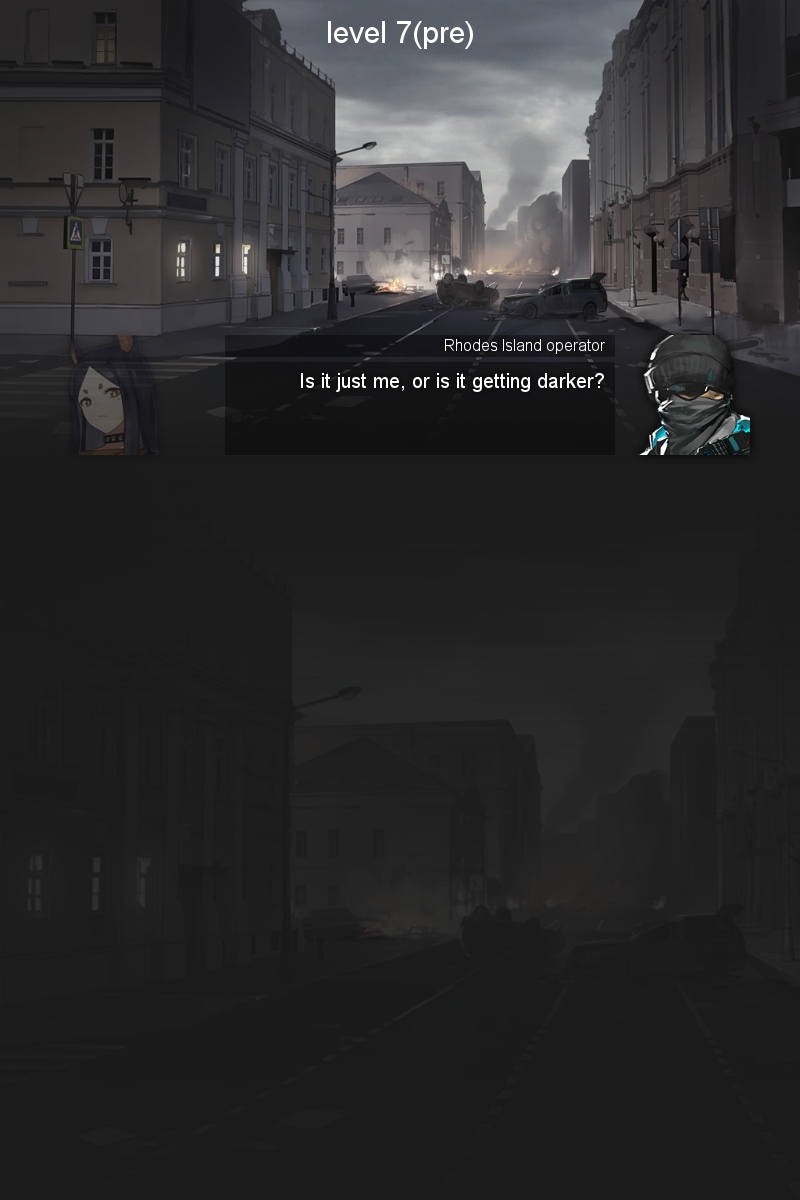 level 7(pre)
Rhodes Island operator
Is it just me, or is it getting darker?